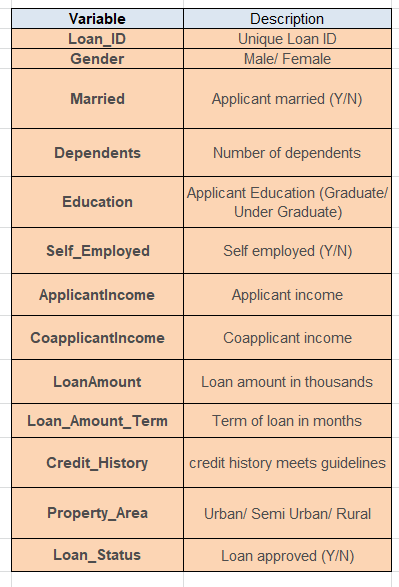 Variable Description
Loan_ID Unique Loan ID
Gender Male/ Female
Married Applicant married (Y/N)
Dependents Number of dependents
Education Applicant Education (Graduate/
Under Graduate)
Self_Employed Self employed (Y/N)
ApplicantIncome Applicant income
CoapplicantIncome Coapplicant income
LoanAmount Loan amount in thousands
Loan_Amount_Term Term of loan in months
Credit_History credit history meets guidelines
Property_Area Urban/ Semi Urban/ Rural
Loan_Status Loan approved (Y/N)